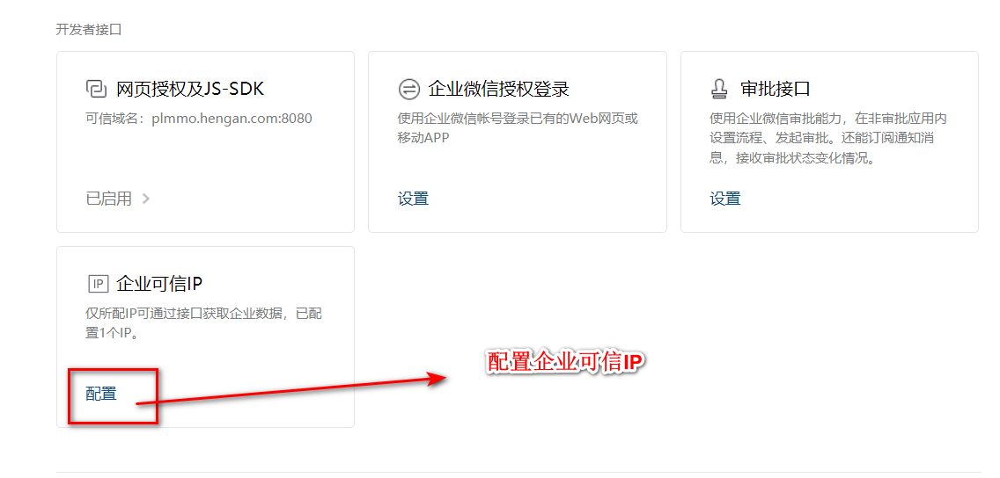 开发者接口
网页授权及JS-SDK
可信域名：plmmo.hengan.com:8080
已启用
企业微信授权登录
使用企业微信帐号登录已有的Web网页或
移动APP
设置
审批接口
使用企业微信审批能力，在非审批应用内
设置流程、发起审批。还能订阅通知消
息，接收审批状态变化情况。
设置
IP 企业可信IP
仅所配IP可通过接口获取企业数据，已配
置1个IP。
配置
配置企业可信IP